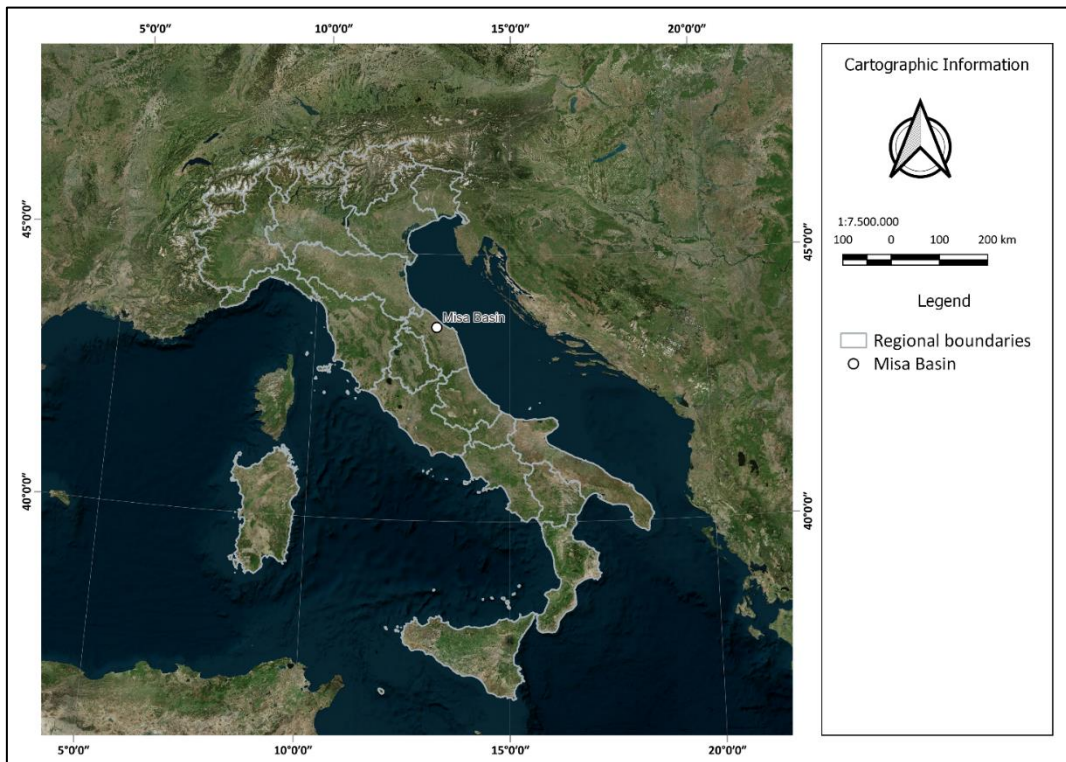 5°0'0" 10°0'0" 15°0'0" 20°0'0"
45°0'0"
40°0'0"
Misa Basin
45°0'0"
40°0'0"
5°0'0" 10°0'0" 15°0'0" 20°0'0"
Cartographic Information
1:7.500.000
100 0 100 200 km
Legend
Regional boundaries
Misa Basin